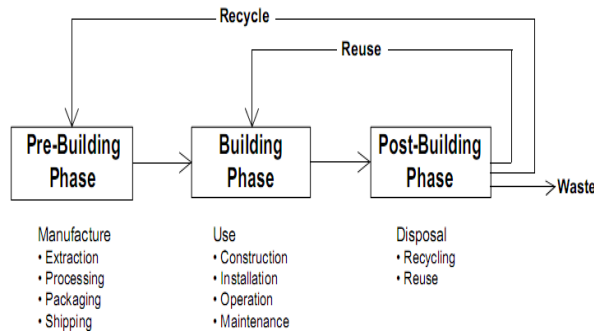 Recycle
Reuse
Pre-Building
Phase
Building
Phase
Post-Building
Phase
Waste
Manufacture
• Extraction
• Processing
• Packaging
• Shipping
Use
• Construction
• Installation
• Operation
• Maintenance
Disposal
• Recycling
• Reuse